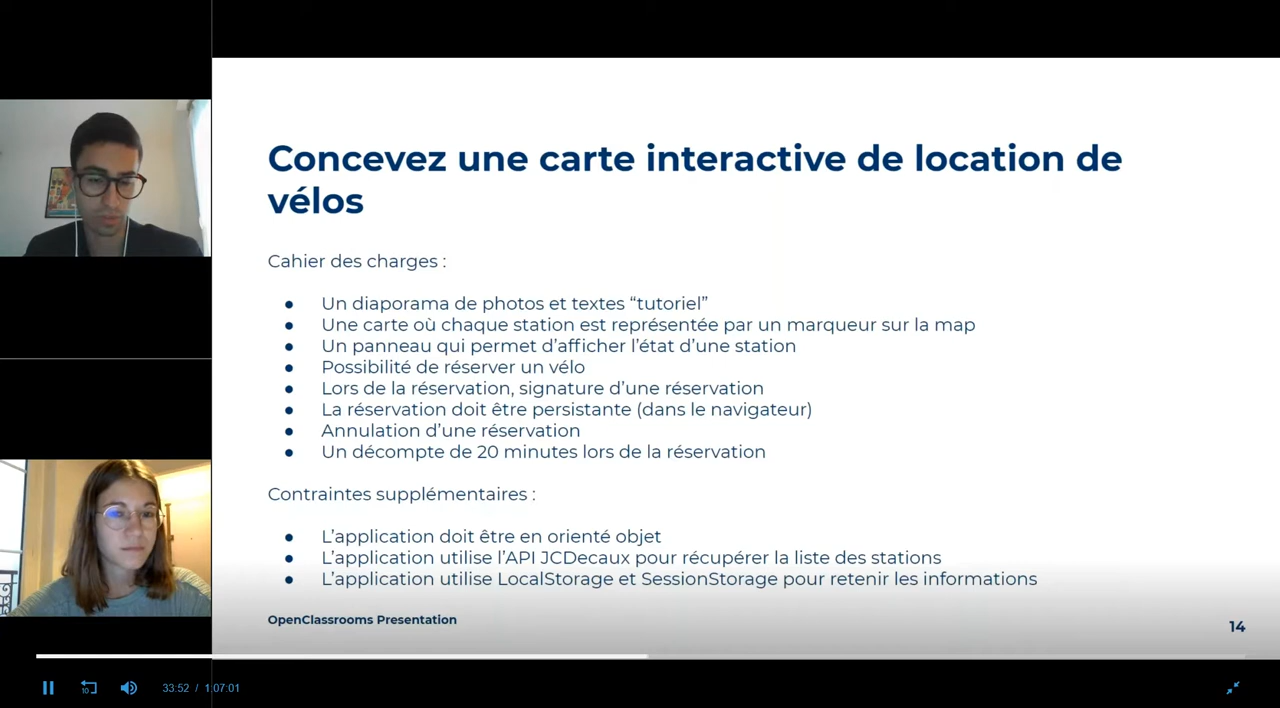 Concevez une carte interactive de location de
vélos
Cahier des charges :
● Un diaporama de photos et textes “tutoriel”
● Une carte où chaque station est représentée par un marqueur sur la map
● Un panneau qui permet d’afficher l’état d’une station
● Possibilité de réserver un vélo
● Lors de la réservation, signature d’une réservation
● La réservation doit être persistante (dans le navigateur)
● Annulation d’une réservation
● Un décompte de 20 minutes lors de la réservation
Contraintes supplémentaires :
● L’application doit être en orienté objet
● L’application utilise l’API JCDecaux pour récupérer la liste des stations
● L’application utilise LocalStorage et SessionStorage pour retenir les informations
OpenClassrooms Presentation
14
10
33:52 / 1:07:01